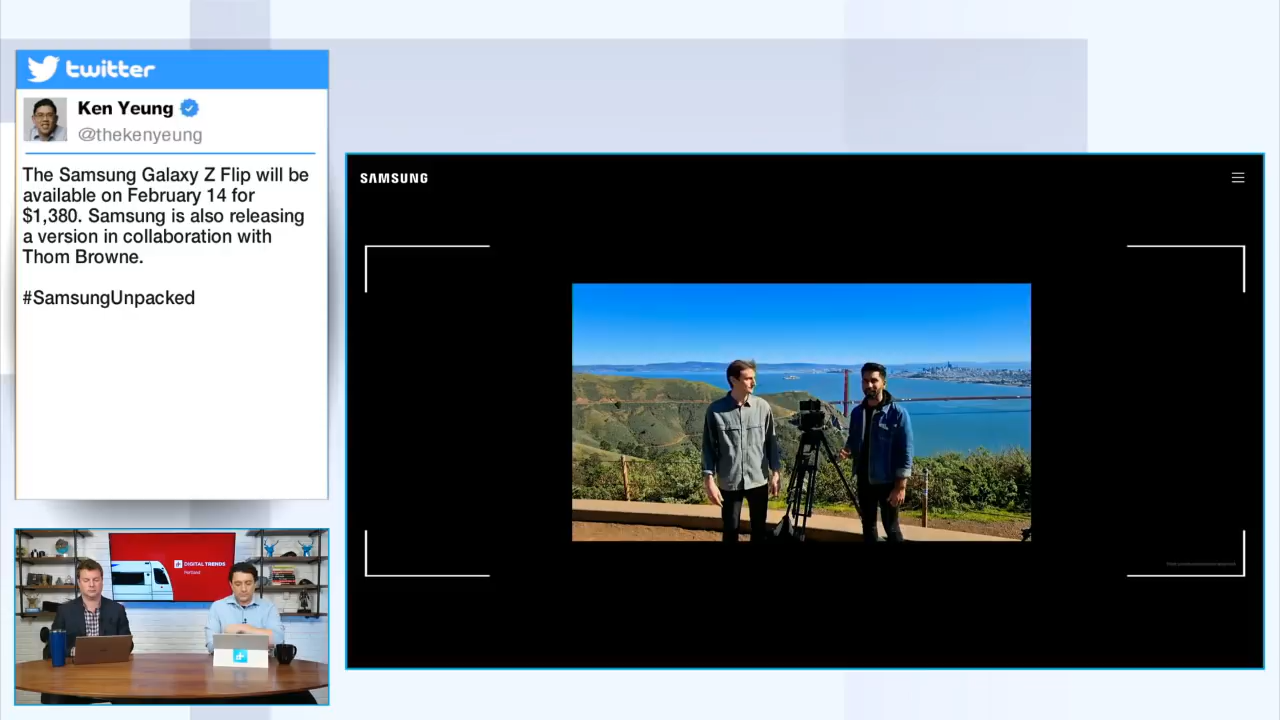 twitter
Ken Yeung
@thekenyeung
The Samsung Galaxy Z Flip will be
available on February 14 for
$1,380. Samsung is also releasing
a version in collaboration with
Thom Browne.
#SamsungUnpacked
SAMSUNG
DIGITAL TRENDS
Portland